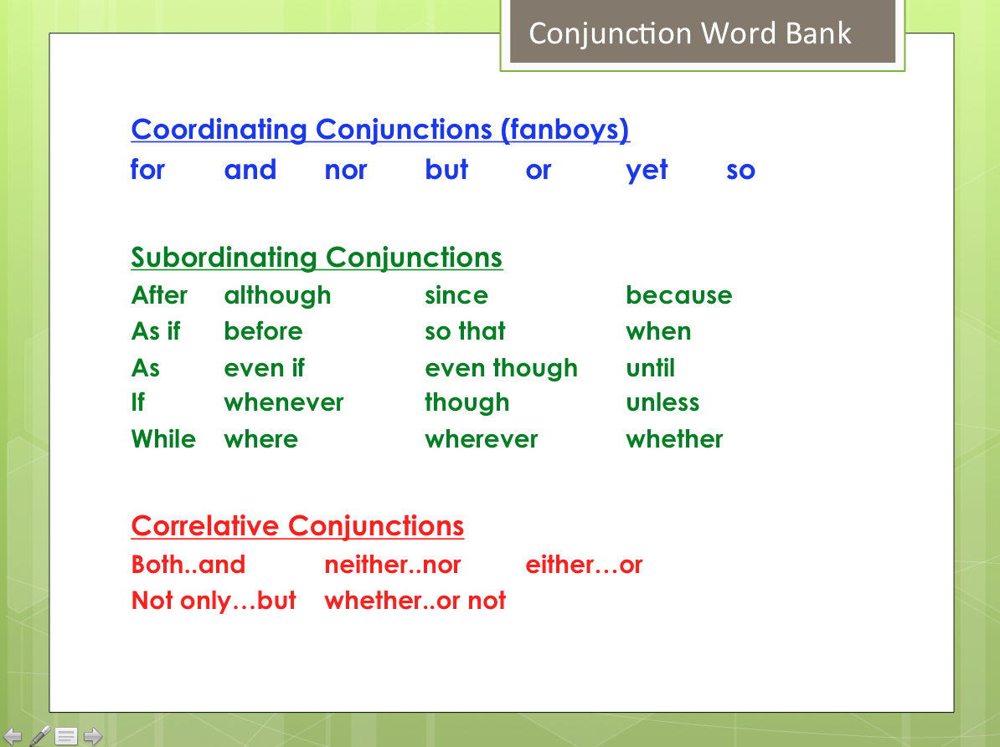 Conjunction Word Bank
Coordinating Conjunctions (fanboys)
for and nor but or yet so
Subordinating Conjunctions
After although since because
As if before so that when
As even if even though until
If whenever though unless
While where wherever whether
Correlative Conjunctions
Both..and neither..nor either…or
Not only…but whether..or not